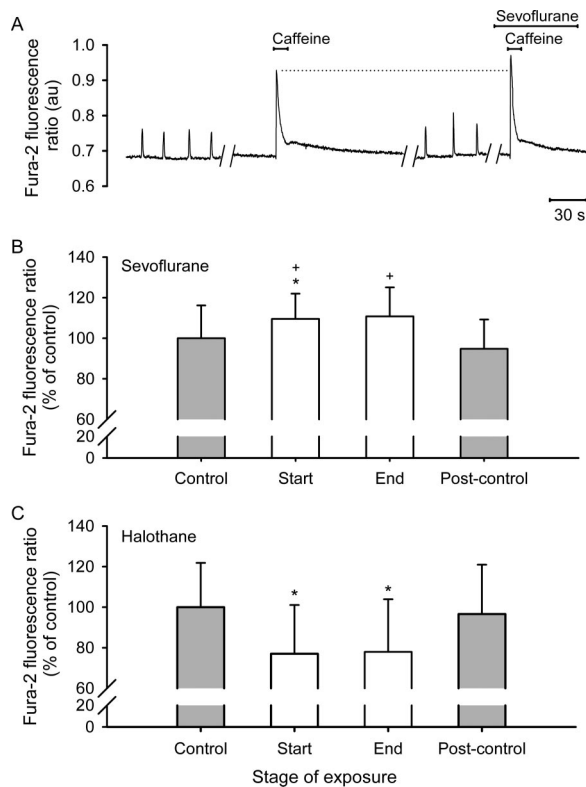 A
Sevoflurane
Caffeine
Caffeine
Fura-2 fluorescence
ratio (au)
1.0
0.9
0.8
0.7
0.6
30 s
B
Sevoflurane
Fura-2 fluorescence ratio
(% of control)
140
120
100
80
60
20
0
+
*
+
Control
Start
End
Post-control
C
Halothane
Fura-2 fluorescence ratio
(% of control)
140
120
100
80
60
20
0
*
*
Control
Start
End
Post-control
Stage of exposure